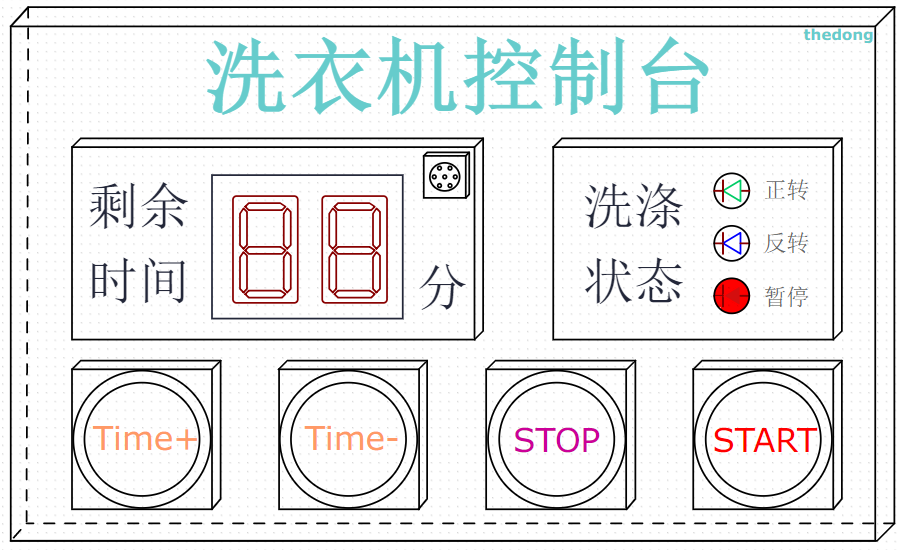 thedong
洗衣机控制台
剩余
时间
分
洗涤
状态
正转
反转
暂停
Time+
Time-
STOP
START